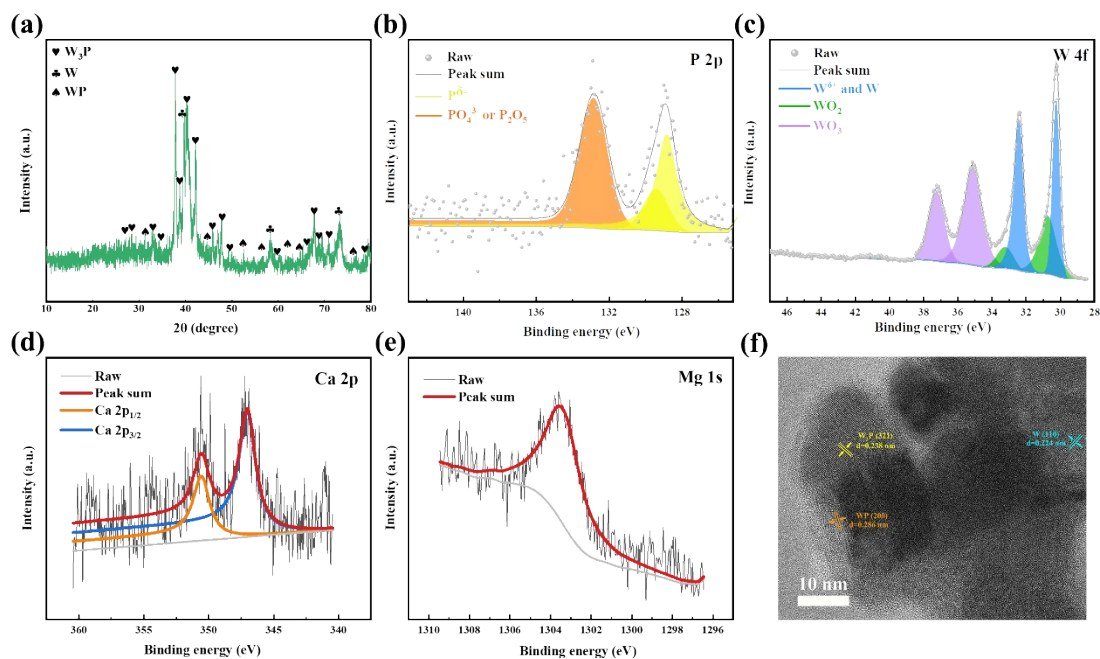 (a)
♥ W₃P
♣ W
♠ WP
Intensity (a.u.)
10 20 30 40 50 60 70 80
2θ (degree)
(b)
P 2p
Raw
Peak sum
P^δ-
PO₄³ or P₂O₅
Intensity (a.u.)
140 136 132 128
Binding energy (eV)
(c)
W 4f
Raw
Peak sum
W^δ+ and W
WO₂
WO₃
Intensity (a.u.)
46 44 42 40 38 36 34 32 30 28
Binding energy (eV)
(d)
Ca 2p
Raw
Peak sum
Ca 2p₁/₂
Ca 2p₃/₂
Intensity (a.u.)
360 355 350 345 340
Binding energy (eV)
(e)
Mg 1s
Raw
Peak sum
Intensity (a.u.)
1310 1308 1306 1304 1302 1300 1298 1296
Binding energy (eV)
(f)
W P (321)
d=0.238 nm
W (110)
d=0.224 nm
WP (200)
d=0.286 nm
10 nm